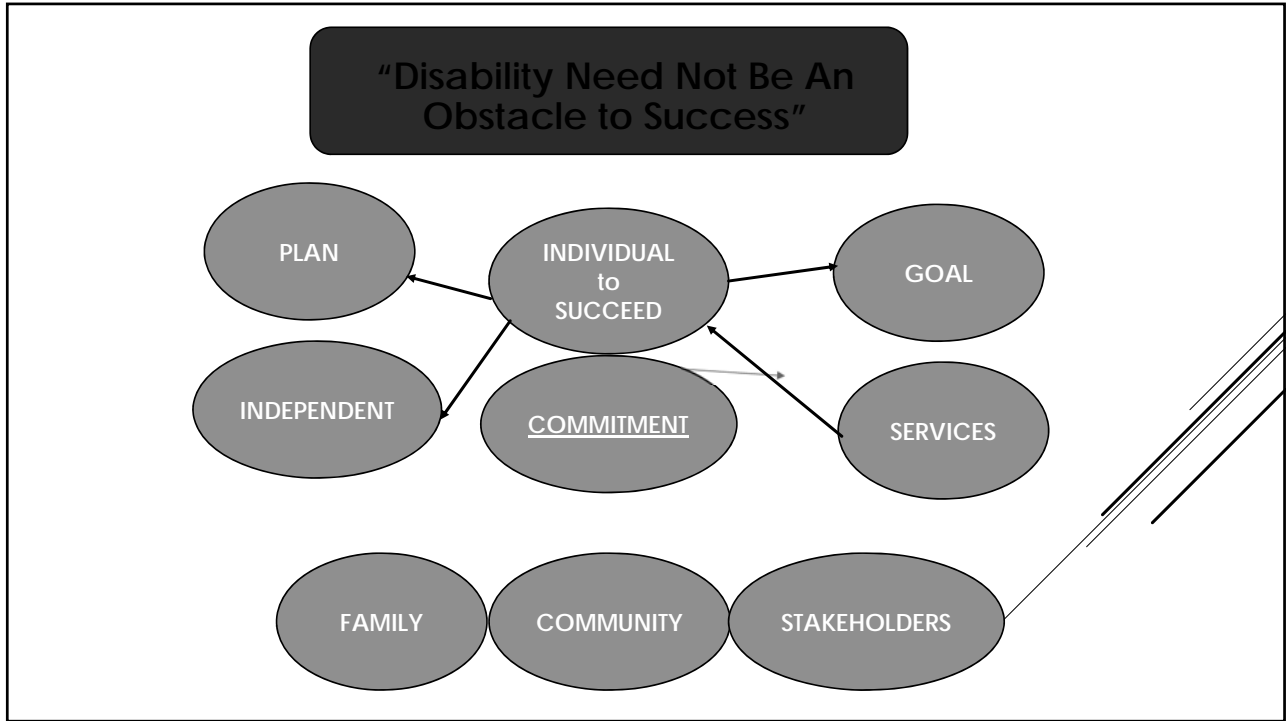 “Disability Need Not Be An
Obstacle to Success”
PLAN
INDIVIDUAL
to
SUCCEED
GOAL
INDEPENDENT
COMMITMENT
SERVICES
FAMILY
COMMUNITY
STAKEHOLDERS